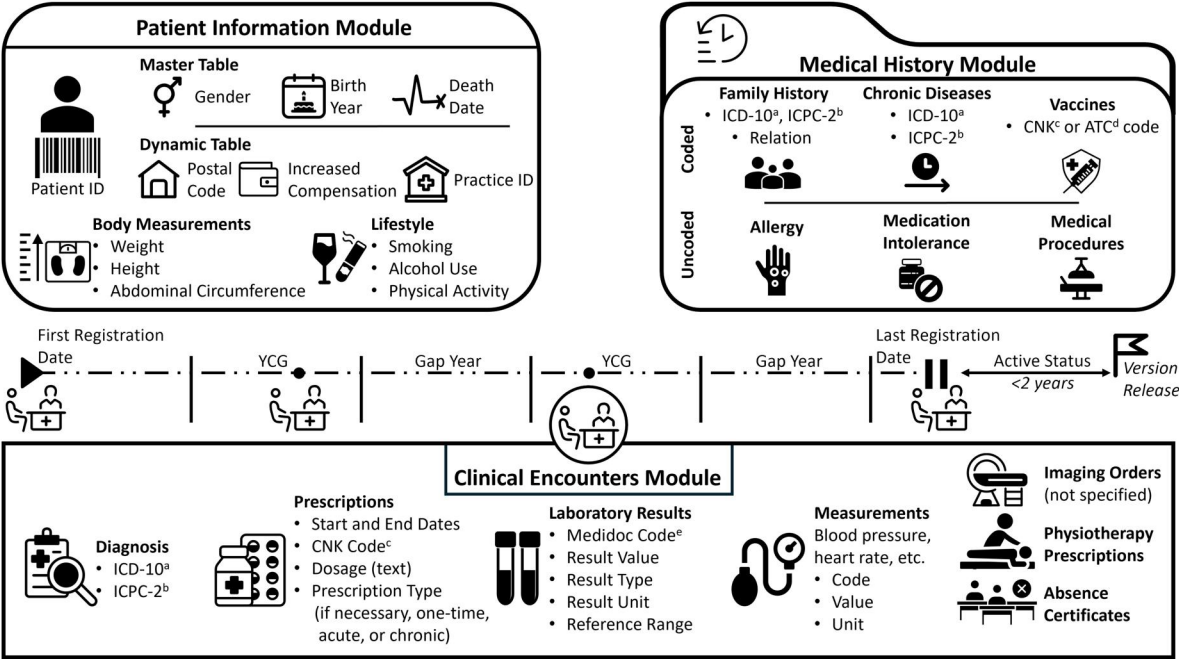 Patient Information Module
Master Table
Gender
Birth
Year
Death
Date
Dynamic Table
Postal
Code
Increased
Compensation
Practice ID
Patient ID
Body Measurements
• Weight
• Height
• Abdominal Circumference
Lifestyle
• Smoking
• Alcohol Use
• Physical Activity
Medical History Module
Coded
Family History
• ICD-10ᵃ, ICPC-2ᵇ
• Relation
Chronic Diseases
• ICD-10ᵃ
• ICPC-2ᵇ
Vaccines
• CNKᶜ or ATCᵈ code
Uncoded
Allergy
Medication
Intolerance
Medical
Procedures
First Registration
Date
YCG
Gap Year
YCG
Gap Year
Last Registration
Date
Active Status
<2 years
Version
Release
Clinical Encounters Module
Diagnosis
• ICD-10ᵃ
• ICPC-2ᵇ
Prescriptions
• Start and End Dates
• CNK Codeᶜ
• Dosage (text)
• Prescription Type
(if necessary, one-time,
acute, or chronic)
Laboratory Results
• Medidoc Codeᵉ
• Result Value
• Result Type
• Result Unit
• Reference Range
Measurements
Blood pressure,
heart rate, etc.
• Code
• Value
• Unit
Imaging Orders
(not specified)
Physiotherapy
Prescriptions
Absence
Certificates